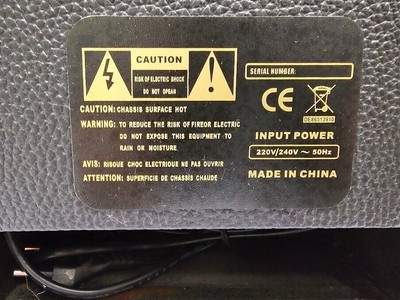 CAUTION
RISK OF ELECTRIC SHOCK
DO NOT OPEAN
CAUTION: CHASSIS SURFACE HOT
WARNING: TO REDUCE THE RISK OF FIREOR ELECTRIC
DO NOT EXPOSE THIS EQUIPMENT TO
RAIN OR MOISTURE.
AVIS: RISQUE CHOC ELECTRIQUE NE PAS OUVRIR
ATTENTION: SUPERFICIE DE CHASSIS CHAUDE
SERIAL NUMBER:
CE
INPUT POWER
220V/240V ~ 50Hz
MADE IN CHINA